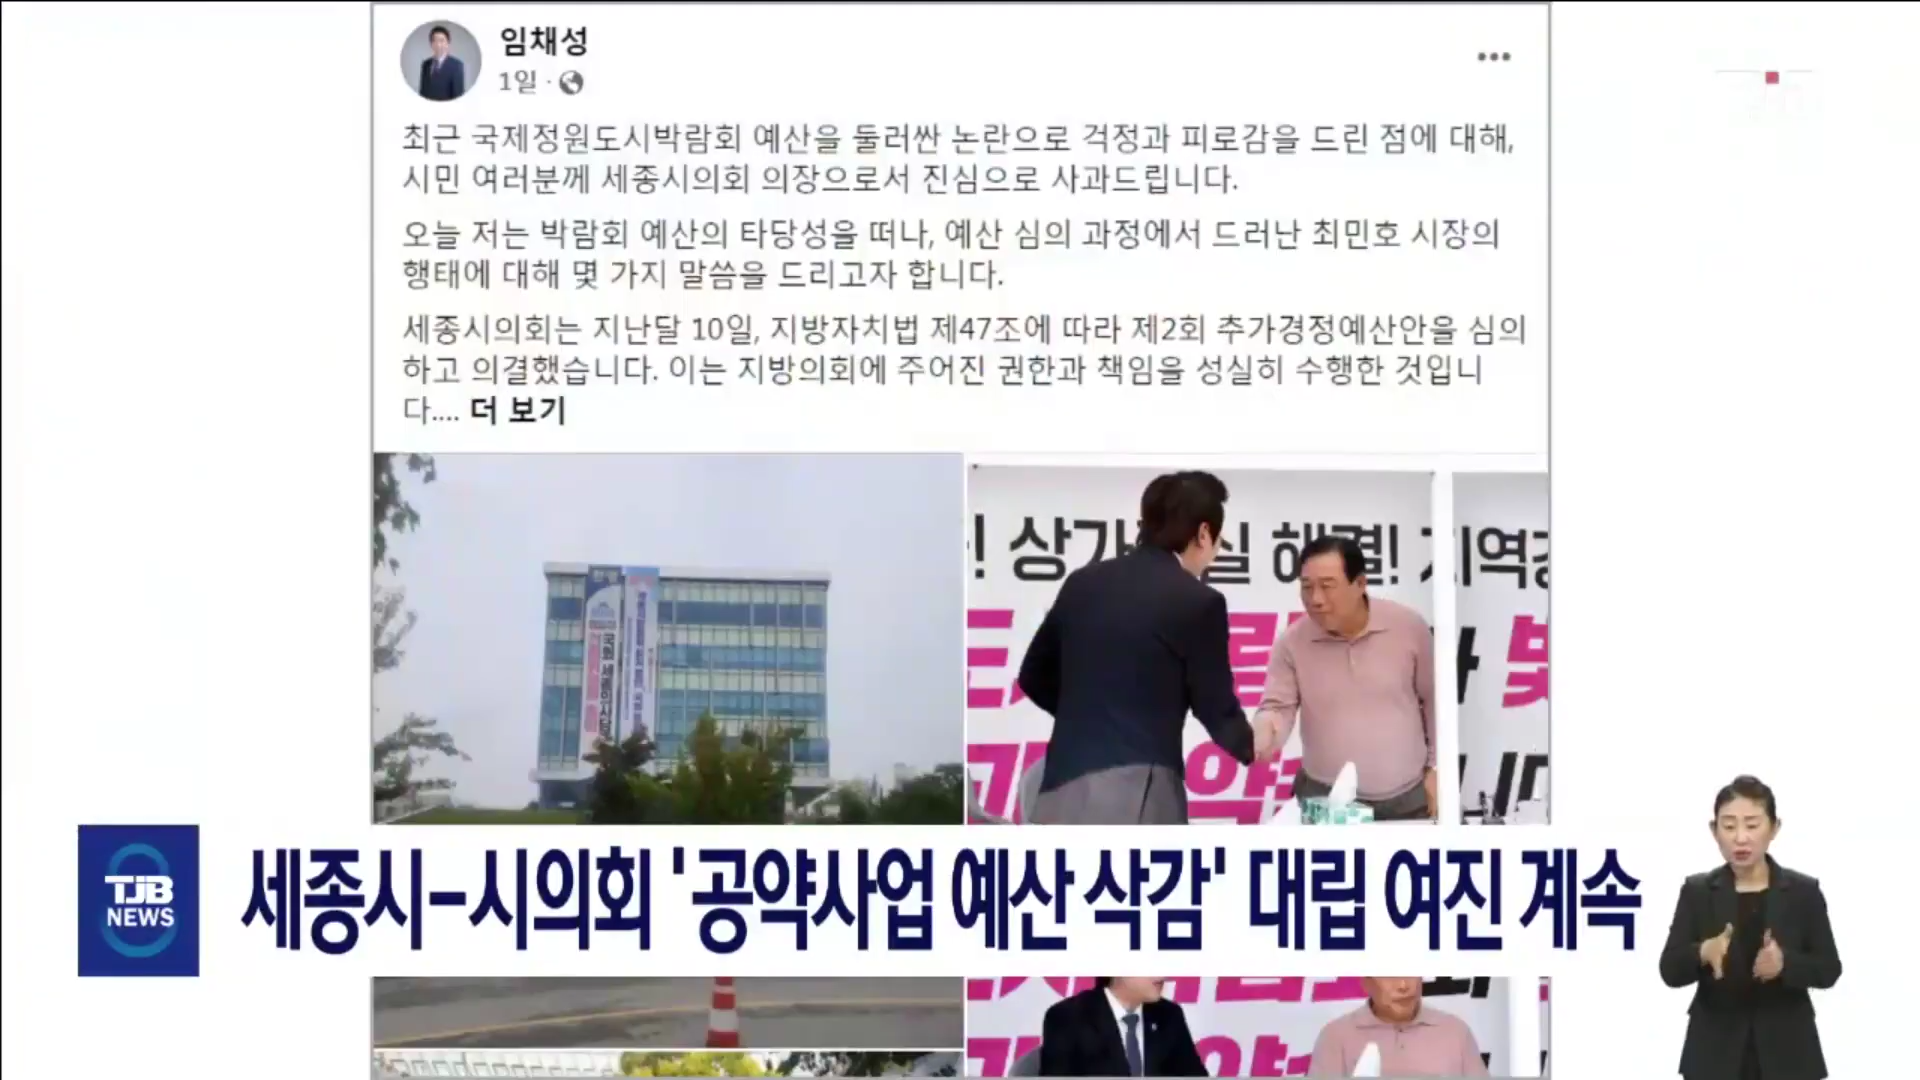 임채성
1일
최근 국제정원도시박람회 예산을 둘러싼 논란으로 걱정과 피로감을 드린 점에 대해,
시민 여러분께 세종시의회 의장으로서 진심으로 사과드립니다.
오늘 저는 박람회 예산의 타당성을 떠나, 예산 심의 과정에서 드러난 최민호 시장의
행태에 대해 몇 가지 말씀을 드리고자 합니다.
세종시의회는 지난달 10일, 지방자치법 제47조에 따라 제2회 추가경정예산안을 심의
하고 의결했습니다. 이는 지방의회에 주어진 권한과 책임을 성실히 수행한 것입니
다.... 더 보기
! 상가 실 해결! 지역경
TJB
NEWS
세종시-시의회 '공약사업 예산 삭감' 대립 여진 계속